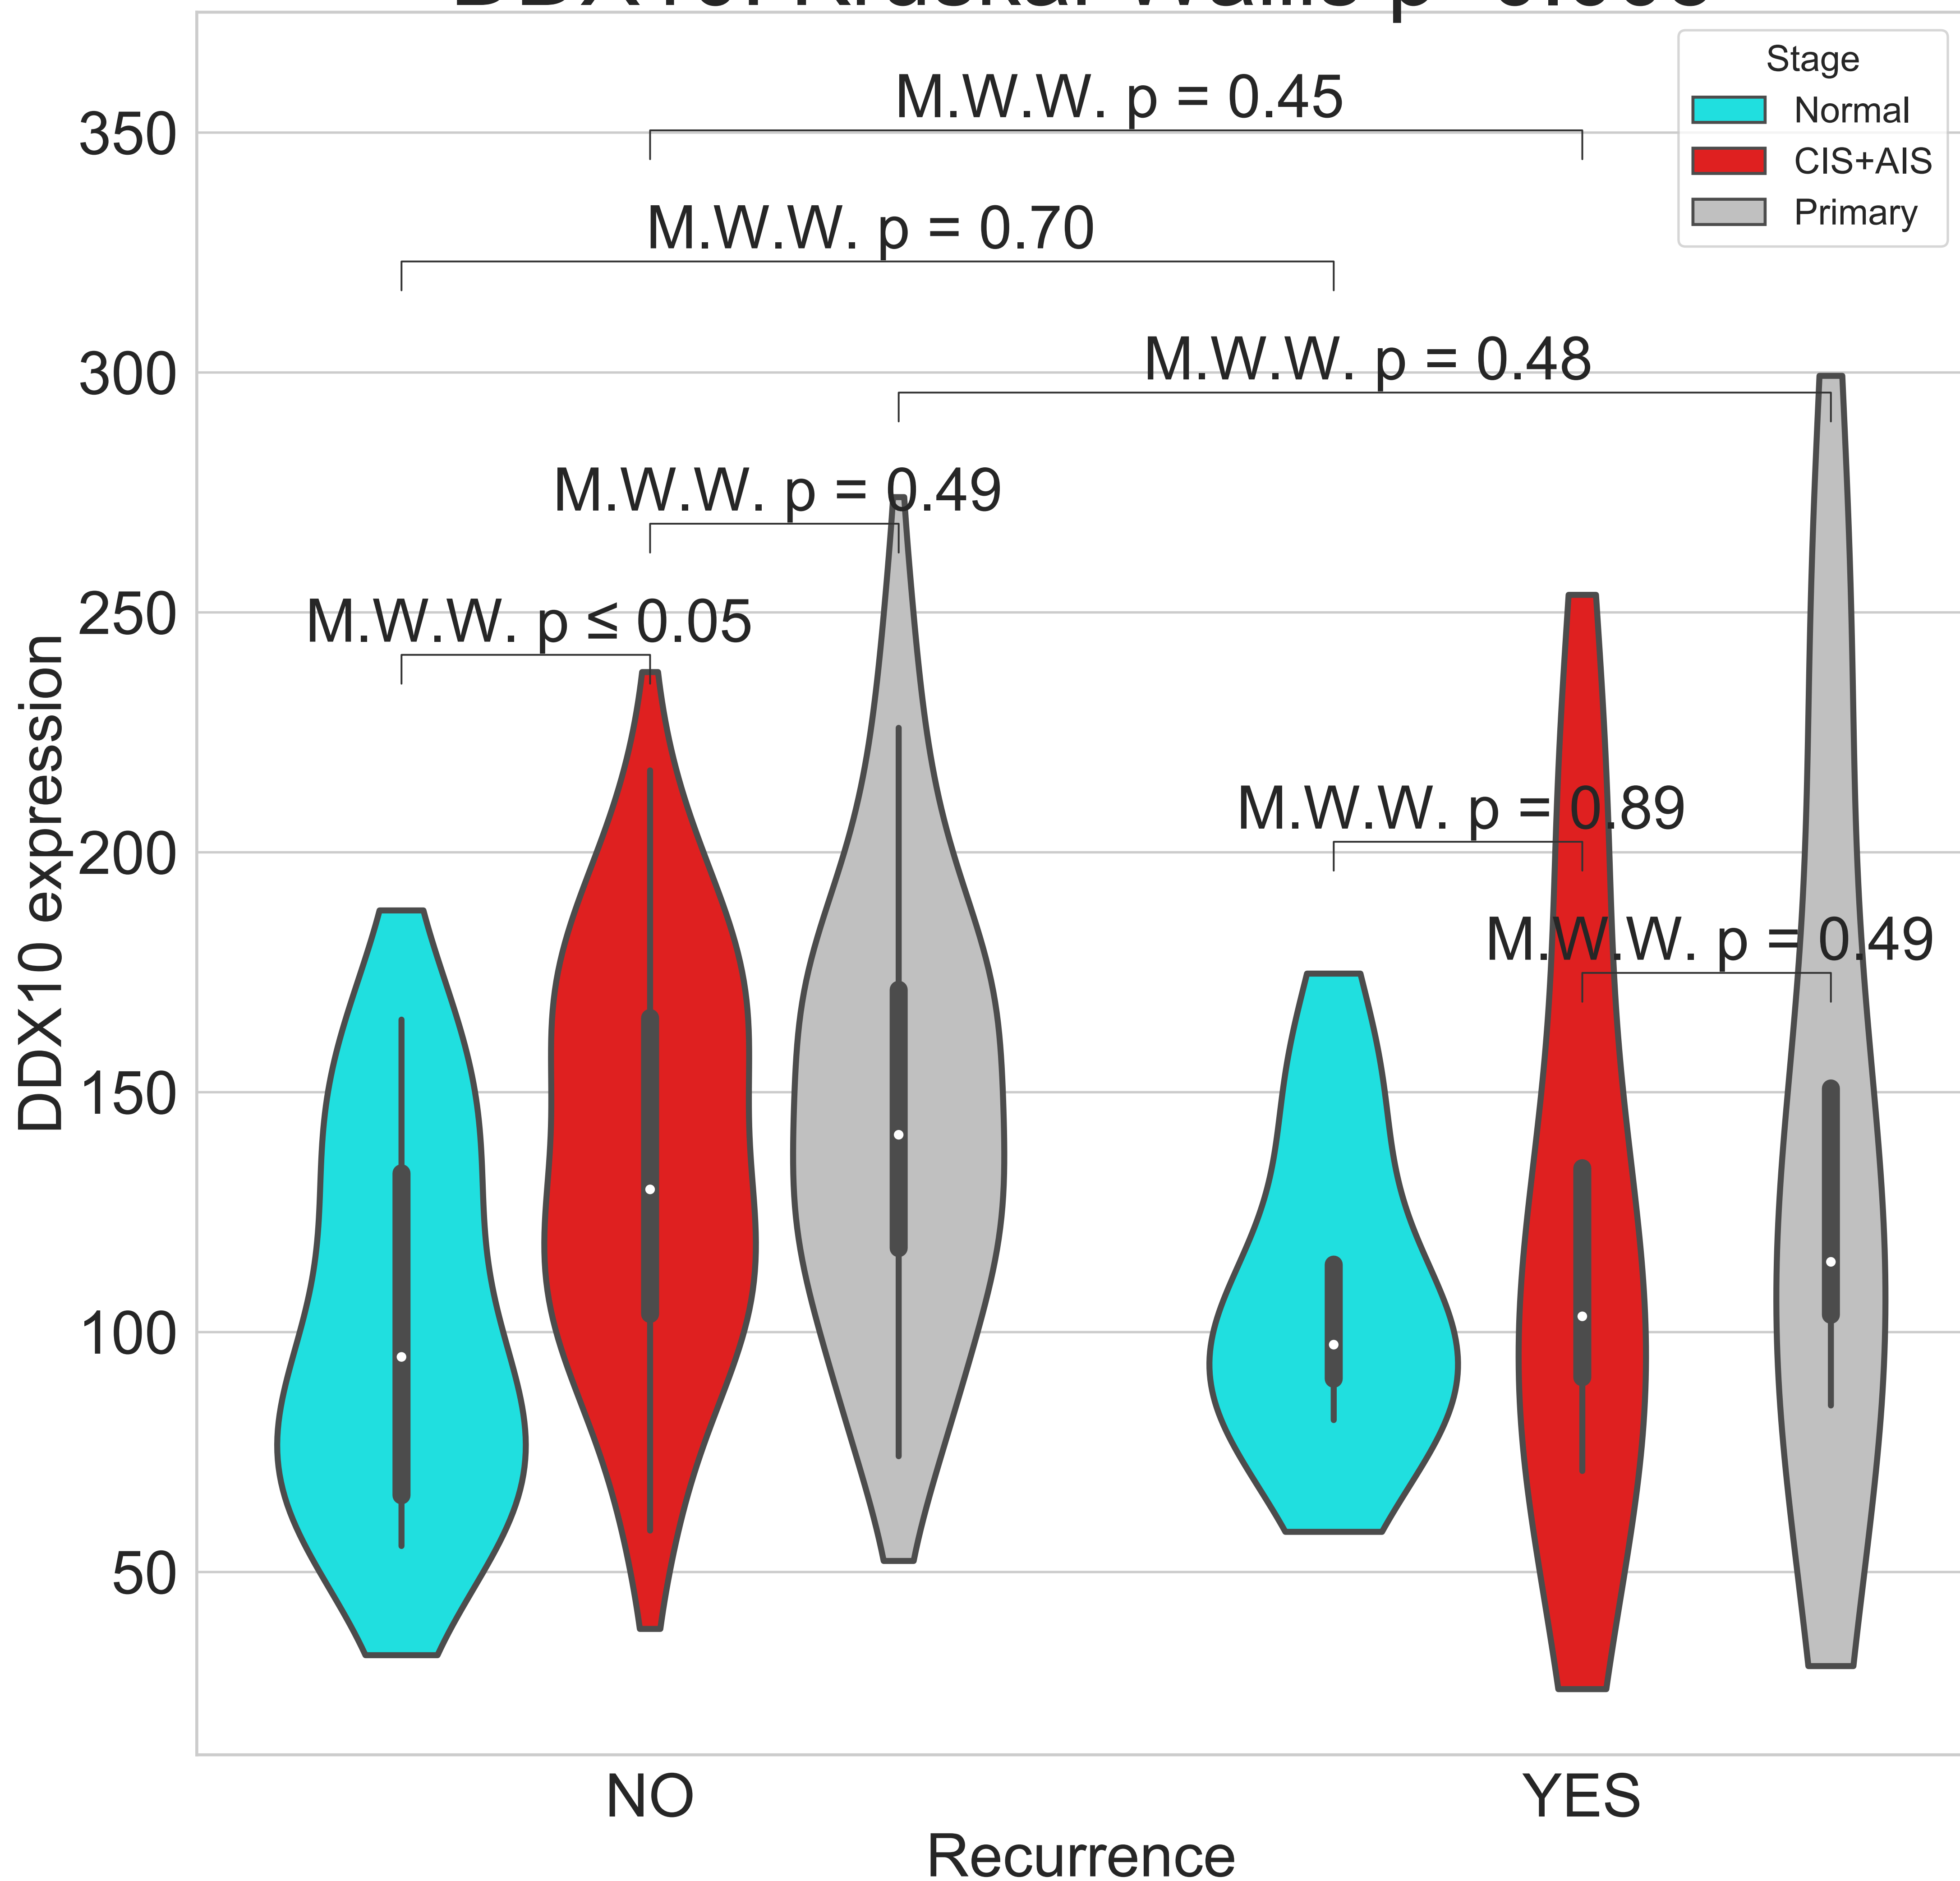 Stage
Normal
CIS+AIS
Primary
M.W.W. p = 0.45
M.W.W. p = 0.70
M.W.W. p = 0.48
M.W.W. p = 0.49
M.W.W. p ≤ 0.05
M.W.W. p = 0.89
M.W.W. p = 0.49
350
300
250
200
150
100
50
DDX10 expression
NO
YES
Recurrence